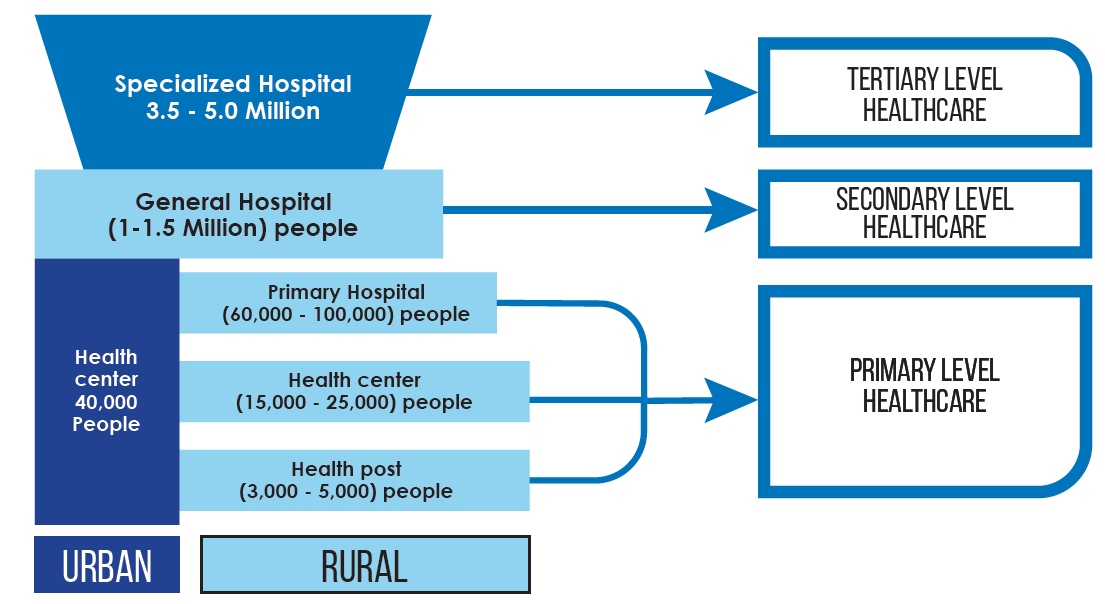 Specialized Hospital
3.5 - 5.0 Million
TERTIARY LEVEL
HEALTHCARE
General Hospital
(1-1.5 Million) people
SECONDARY LEVEL
HEALTHCARE
Health
center
40,000
People
Primary Hospital
(60,000 - 100,000) people
Health center
(15,000 - 25,000) people
Health post
(3,000 - 5,000) people
PRIMARY LEVEL
HEALTHCARE
URBAN
RURAL